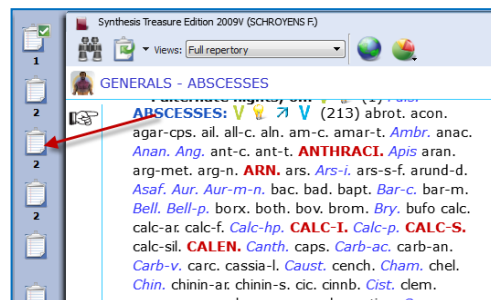 Synthesis Treasure Edition 2009V (SCHROYENS F.)
Views: Full repertory
1
GENERALS - ABSCESSES
2
ABSCESSES: V V (213) abrot. acon.
agar-cps. ail. all-c. aln. am-c. amar-t. Ambr. anac.
2
Anan. Ang. ant-c. ant-t. ANTHRACI. Apis aran.
arg-met. arg-n. ARN. ars. Ars-i. ars-s-f. arund-d.
Asaf. Aur. Aur-m-n. bac. bad. bapt. Bar-c. bar-m.
2
Bell. Bell-p. borx. both. bov. brom. Bry. bufo calc.
calc-ar. calc-f. Calc-hp. CALC-I. Calc-p. CALC-S.
calc-sil. CALEN. Canth. caps. Carb-ac. carb-an.
Carb-v. carc. cassia-l. Caust. cench. Cham. chel.
Chin. chinin-ar. chinin-s. cic. cinnb. Cist. clem.